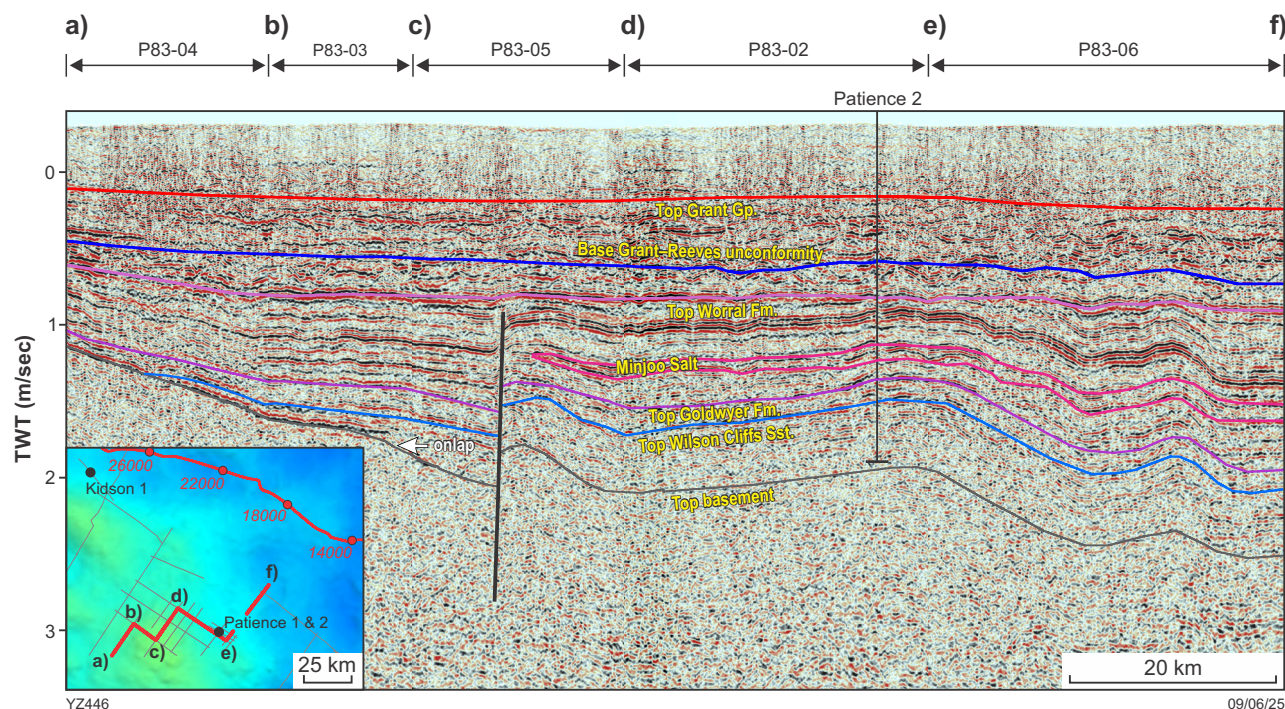 a) b) c) d) e) f)
P83-04 P83-03 P83-05 P83-02 P83-06
Patience 2
0
Top Grant Gp.
Base Grant–Reeves unconformity
Top Worral Fm.
1
Minjoo Salt
TWT (m/sec)
Top Goldwyer Fm.
Top Wilson Cliffs Sst.
onlap
2
Top basement
26000
Kidson 1
22000
18000
14000
f)
d)
b)
Patience 1 & 2
c)
e)
a)
3
25 km
20 km
YZ446
09/06/25